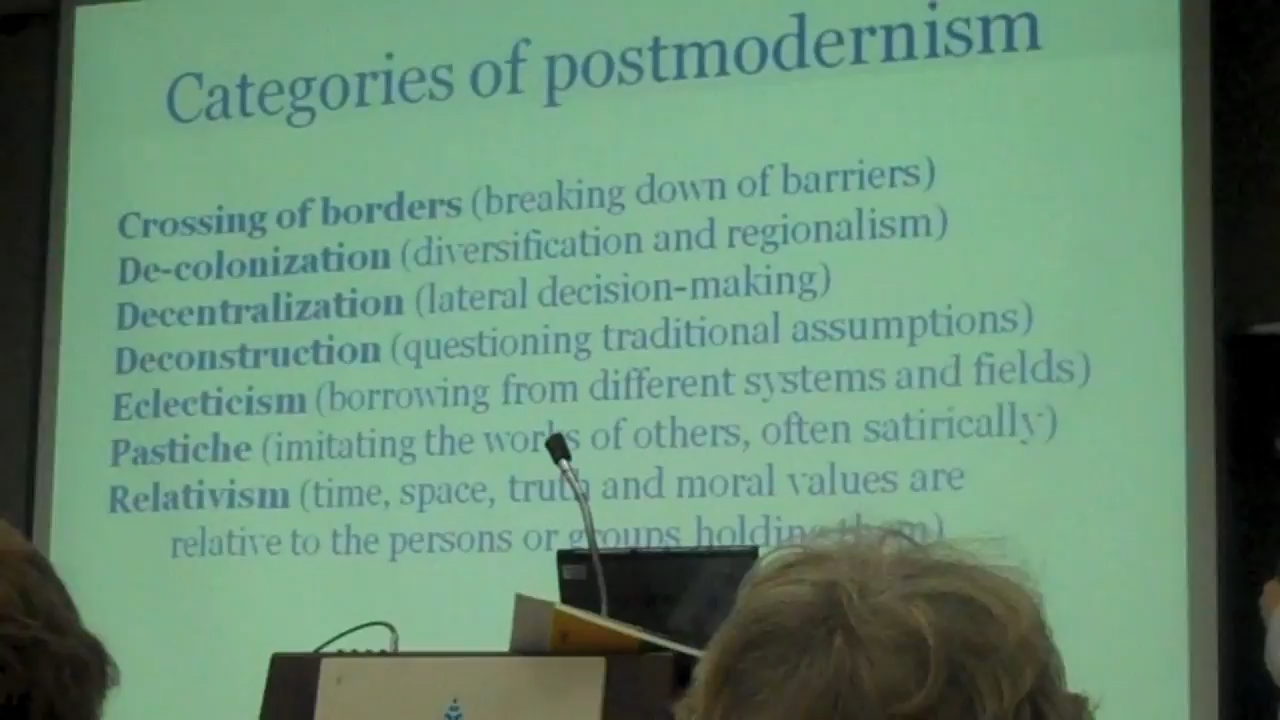 Categories of postmodernism
Crossing of borders (breaking down of barriers)
De-colonization (diversification and regionalism)
Decentralization (lateral decision-making)
Deconstruction (questioning traditional assumptions)
Eclecticism (borrowing from different systems and fields)
Pastiche (imitating the works of others, often satirically)
Relativism (time, space, truth and moral values are
relative to the persons or groups holding them)